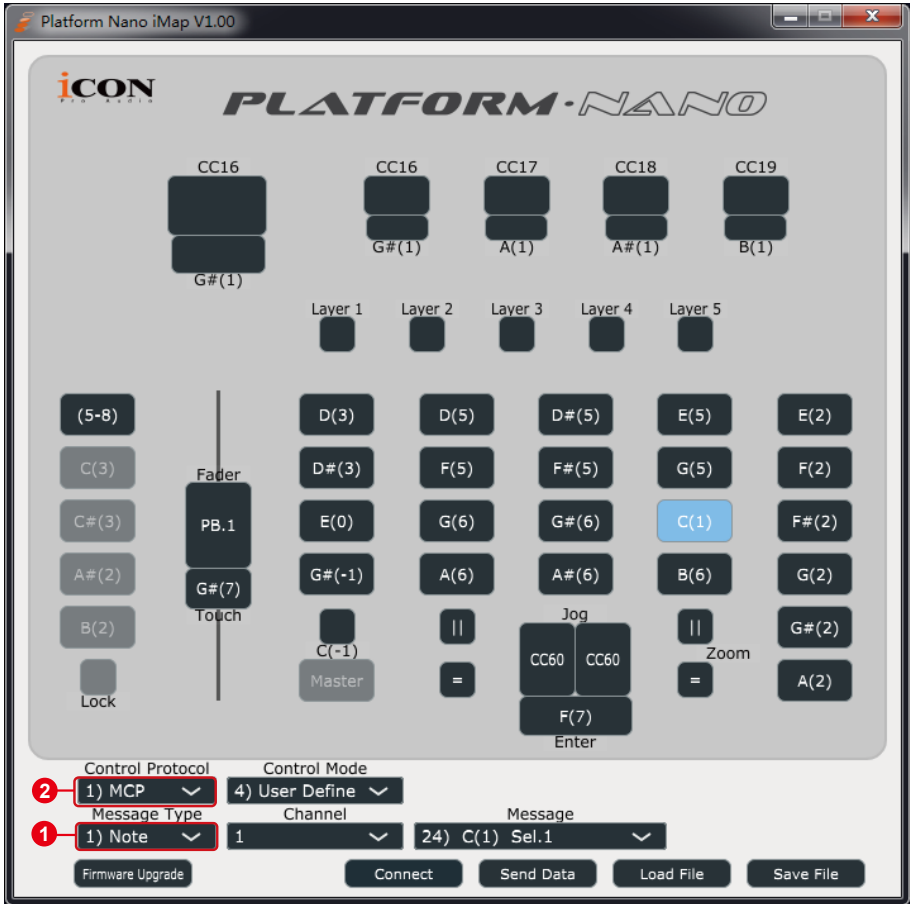 Platform Nano iMap V1.00
iCON
Pro Audio
PLATFORM·NANO
CC16 CC16 CC17 CC18 CC19
G#(1) A(1) A#(1) B(1)
G#(1)
Layer 1 Layer 2 Layer 3 Layer 4 Layer 5
(5-8) D(3) D(5) D#(5) E(5) E(2)
C(3) Fader D#(3) F(5) F#(5) G(5) F(2)
C#(3) PB.1 E(0) G(6) G#(6) C(1) F#(2)
A#(2) G#(7) G#(-1) A(6) A#(6) B(6) G(2)
Touch Jog
B(2) || || G#(2)
C(-1) CC60 CC60 Zoom
Master = = A(2)
Lock
F(7)
Enter
Control Protocol Control Mode
2 1) MCP 4) User Define
Message Type Channel Message
1 1) Note 1 24) C(1) Sel.1
Firmware Upgrade Connect Send Data Load File Save File